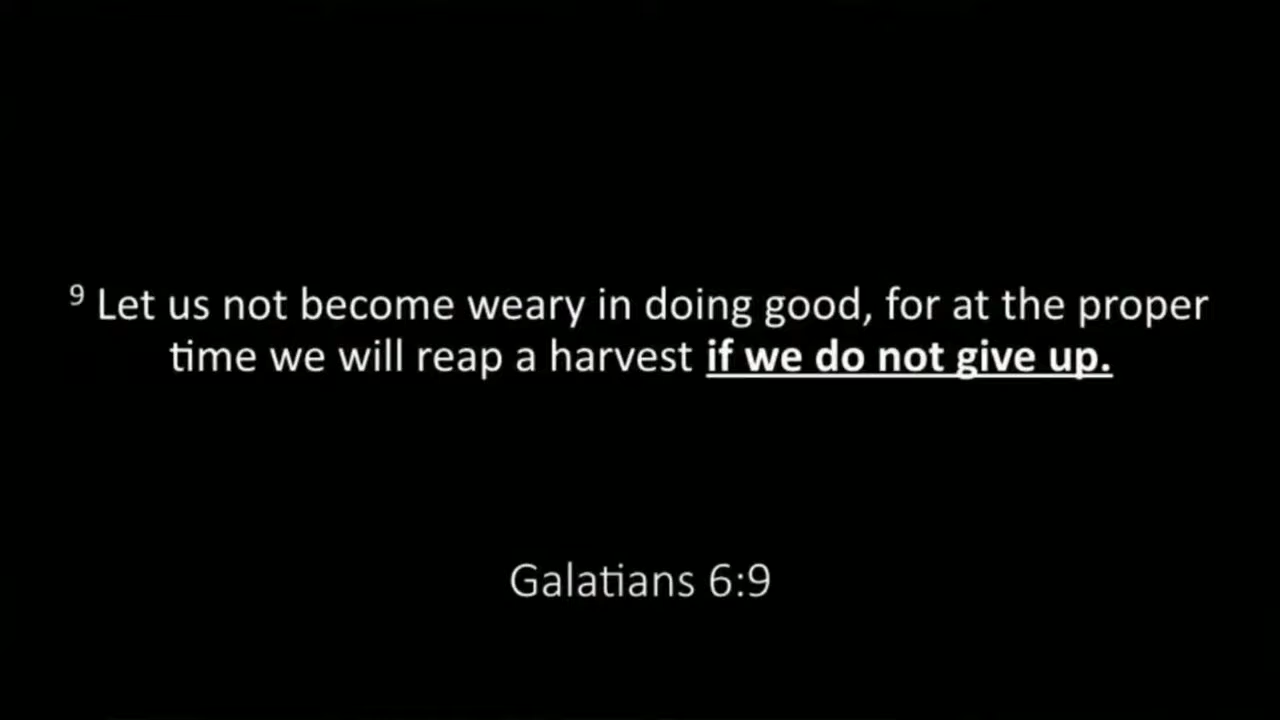 9 Let us not become weary in doing good, for at the proper
time we will reap a harvest if we do not give up.
Galatians 6:9